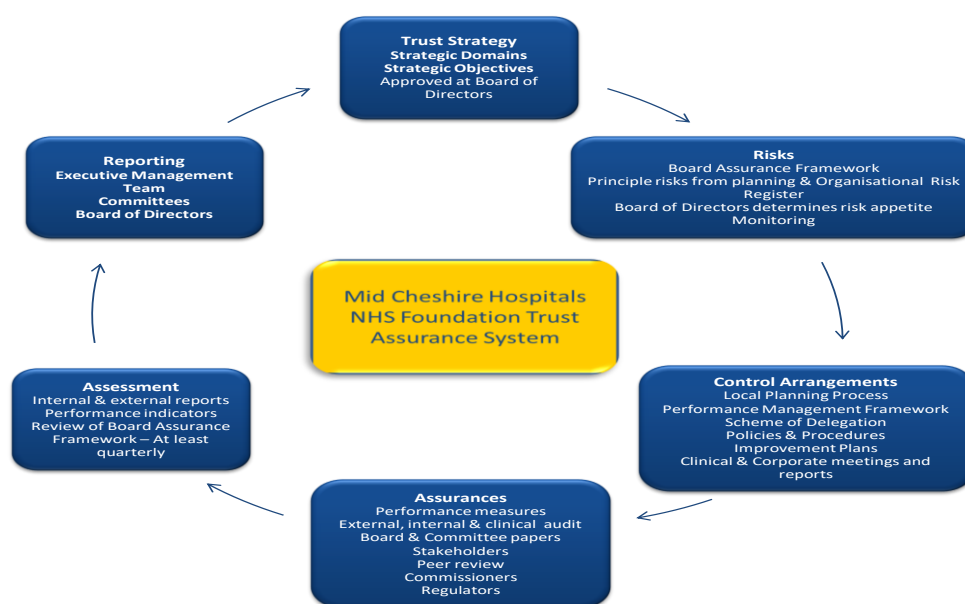 Trust Strategy
Strategic Domains
Strategic Objectives
Approved at Board of
Directors
Risks
Board Assurance Framework
Principle risks from planning & Organisational Risk
Register
Board of Directors determines risk appetite
Monitoring
Control Arrangements
Local Planning Process
Performance Management Framework
Scheme of Delegation
Policies & Procedures
Improvement Plans
Clinical & Corporate meetings and
reports
Assurances
Performance measures
External, internal & clinical audit
Board & Committee papers
Stakeholders
Peer review
Commissioners
Regulators
Assessment
Internal & external reports
Performance indicators
Review of Board Assurance
Framework – At least
quarterly
Reporting
Executive Management
Team
Committees
Board of Directors
Mid Cheshire Hospitals
NHS Foundation Trust
Assurance System